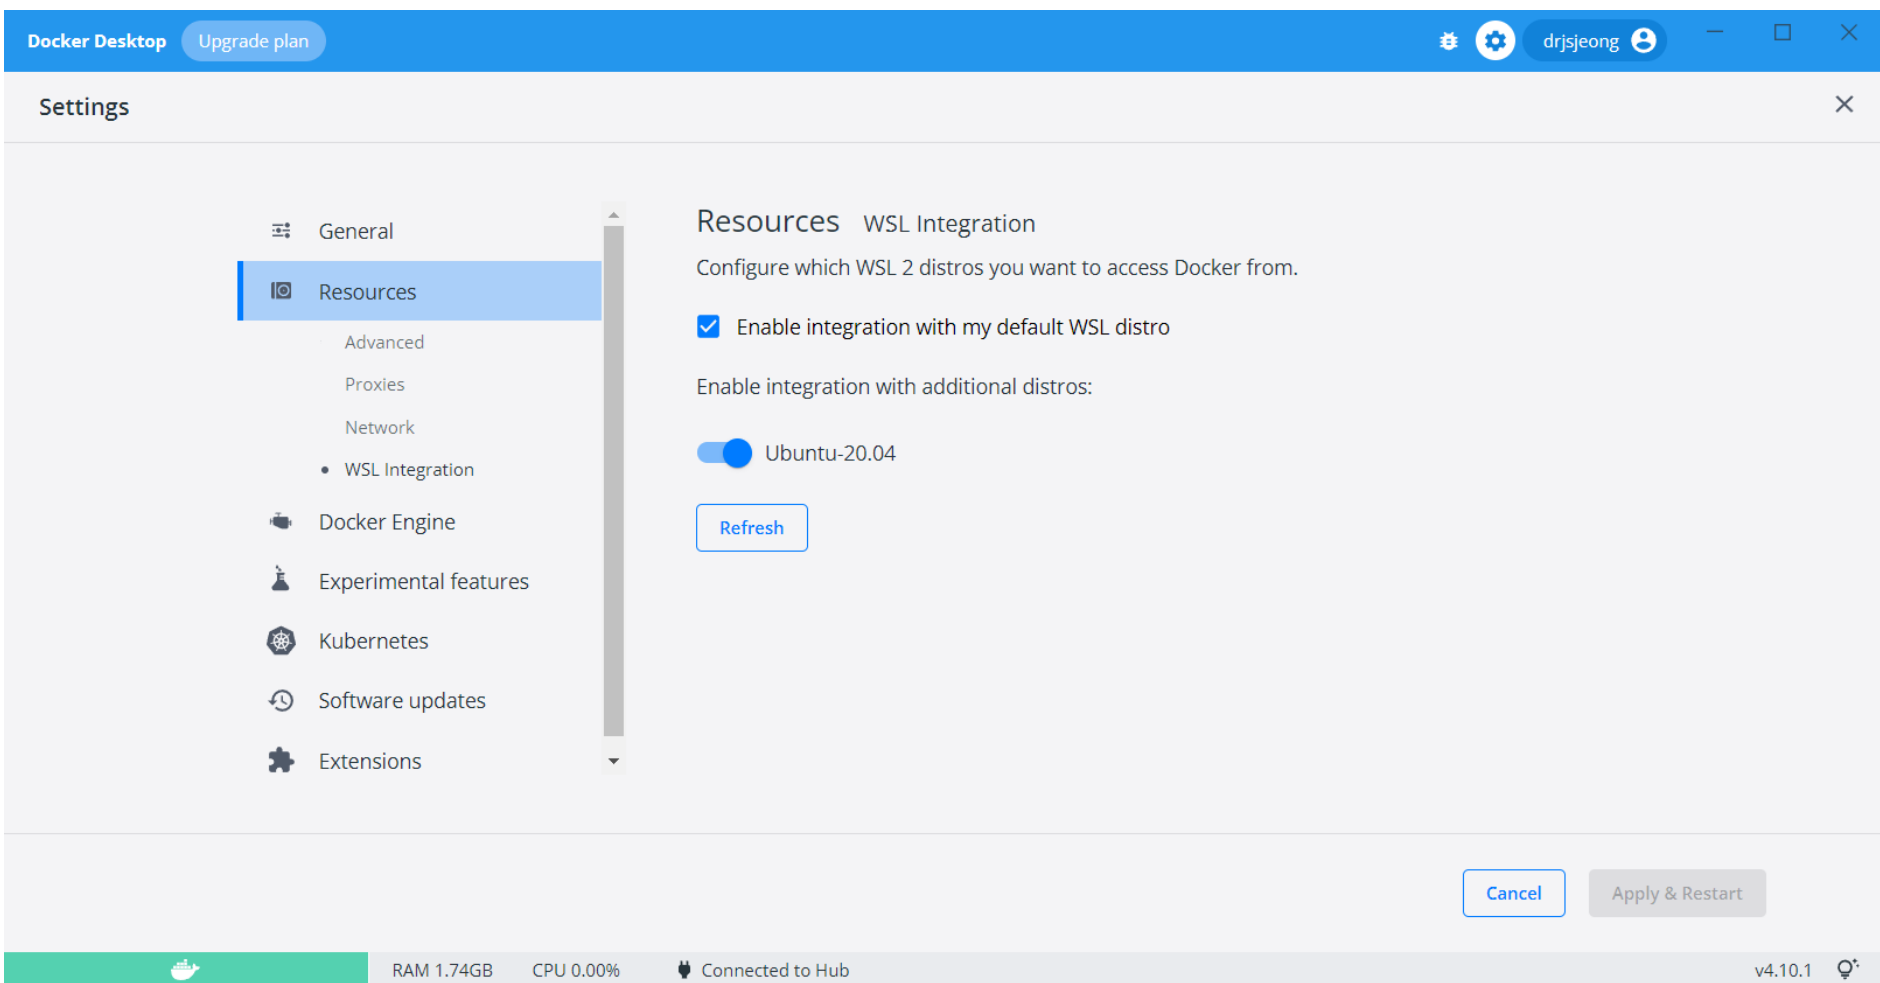 Docker Desktop Upgrade plan drjsjeong
Settings
General
Resources
Advanced
Proxies
Network
WSL Integration
Docker Engine
Experimental features
Kubernetes
Software updates
Extensions
Resources WSL Integration
Configure which WSL 2 distros you want to access Docker from.
Enable integration with my default WSL distro
Enable integration with additional distros:
Ubuntu-20.04
Refresh
Cancel Apply & Restart
RAM 1.74GB CPU 0.00% Connected to Hub v4.10.1